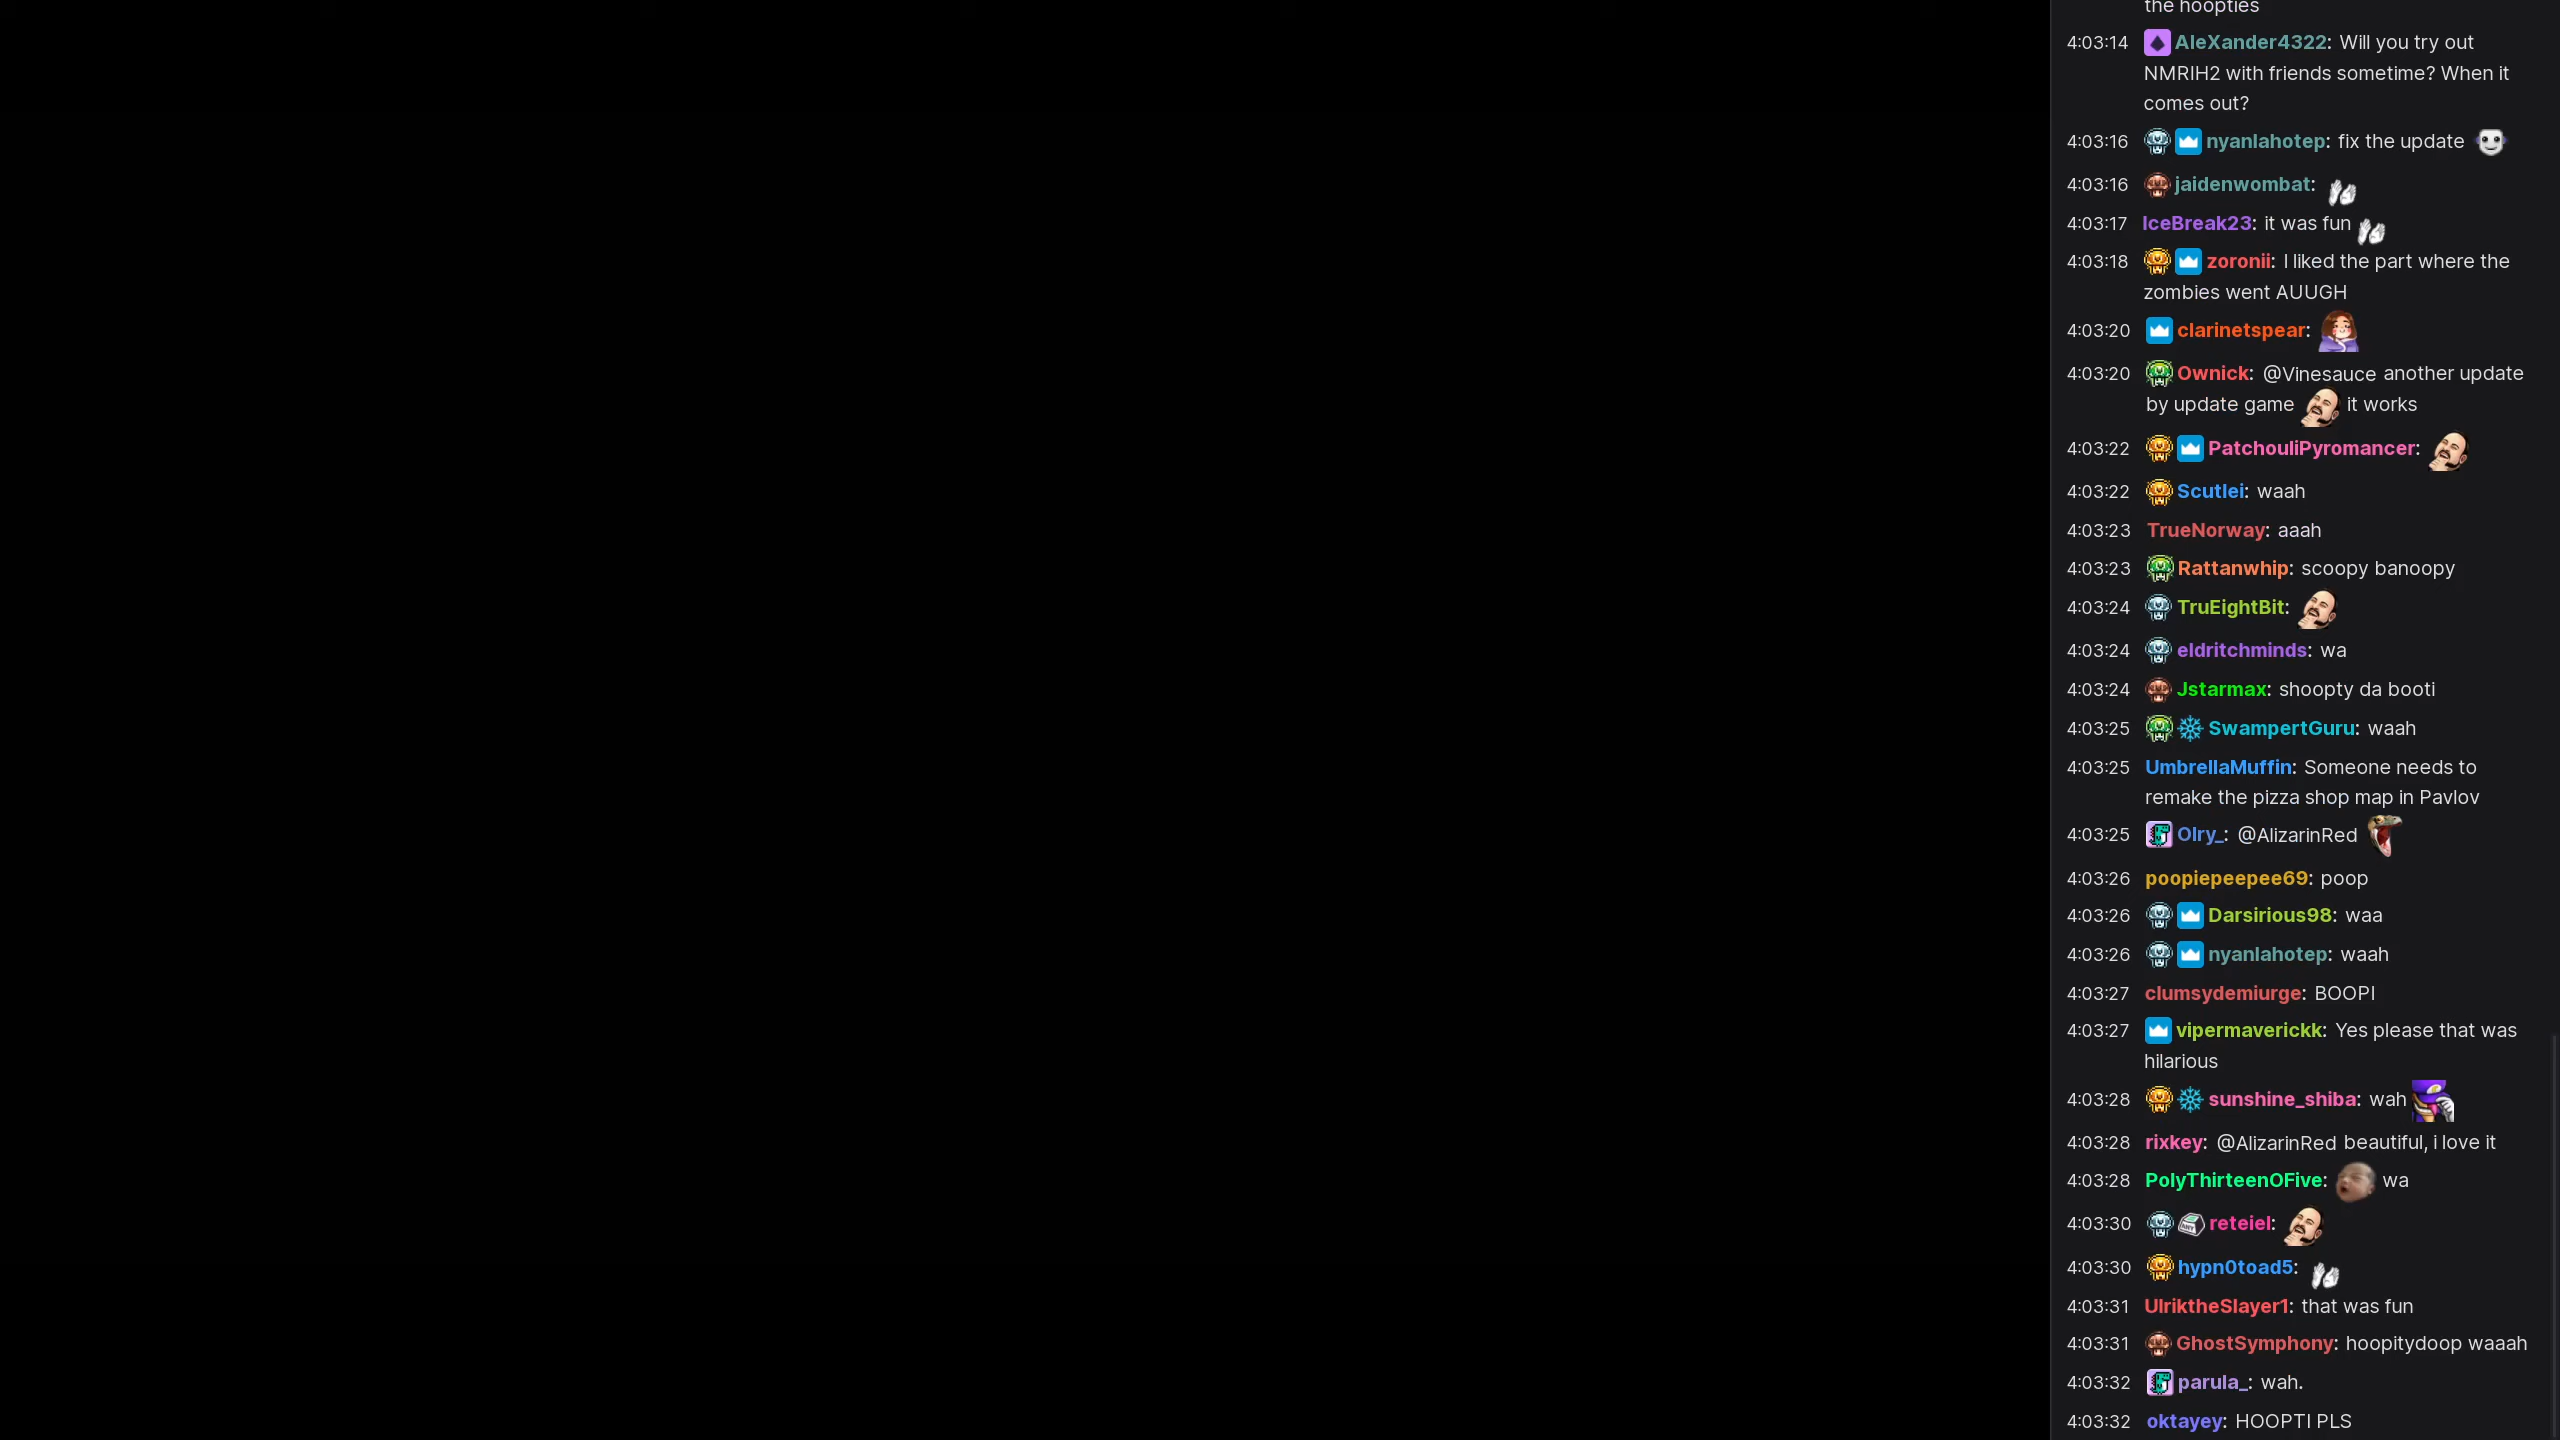 the hoopties
4:03:14 AleXander4322: Will you try out
NMRIH2 with friends sometime? When it
comes out?
4:03:16 nyanlahotep: fix the update
4:03:16 jaidenwombat:
4:03:17 IceBreak23: it was fun
4:03:18 zoronii: I liked the part where the
zombies went AUUGH
4:03:20 clarinetspear:
4:03:20 Ownick: @Vinesauce another update
by update game it works
4:03:22 PatchouliPyromancer:
4:03:22 Scutlei: waah
4:03:23 TrueNorway: aaah
4:03:23 Rattanwhip: scoopy banoopy
4:03:24 TruEightBit:
4:03:24 eldritchminds: wa
4:03:24 Jstarmax: shoopty da booti
4:03:25 SwampertGuru: waah
4:03:25 UmbrellaMuffin: Someone needs to
remake the pizza shop map in Pavlov
4:03:25 Olry_: @AlizarinRed
4:03:26 poopiepeepee69: poop
4:03:26 Darsirious98: waa
4:03:26 nyanlahotep: waah
4:03:27 clumsydemiurge: BOOPI
4:03:27 vipermaverickk: Yes please that was
hilarious
4:03:28 sunshine_shiba: wah
4:03:28 rixkey: @AlizarinRed beautiful, i love it
4:03:28 PolyThirteenOFive: wa
4:03:30 reteiel:
4:03:30 hypn0toad5:
4:03:31 UlriktheSlayer1: that was fun
4:03:31 GhostSymphony: hoopitydoop waaah
4:03:32 parula_: wah.
4:03:32 oktayey: HOOPTI PLS